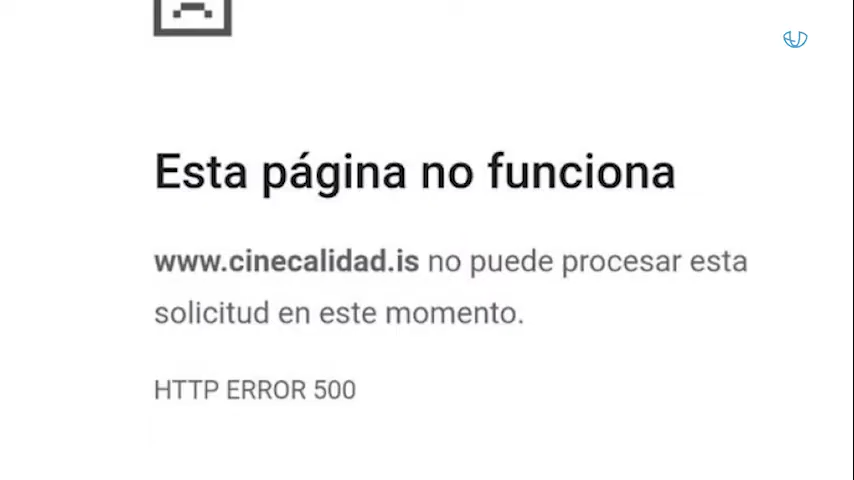 Esta página no funciona
www.cinecalidad.is no puede procesar esta
solicitud en este momento.
HTTP ERROR 500